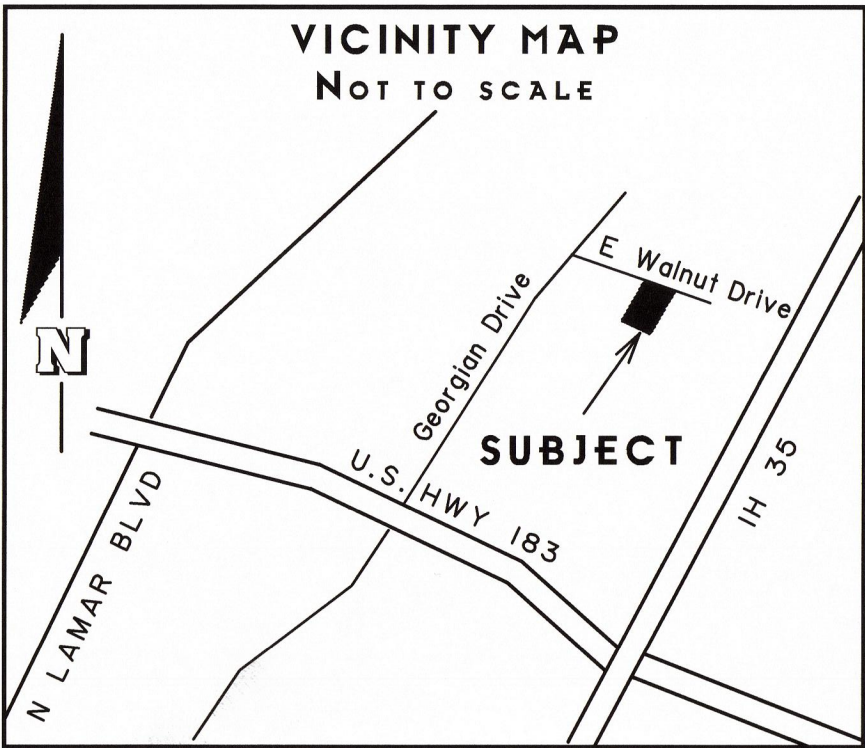 VICINITY MAP
NOT TO SCALE
N
E Walnut Drive
Georgian Drive
SUBJECT
U.S. HWY 183
IH 35
N LAMAR BLVD